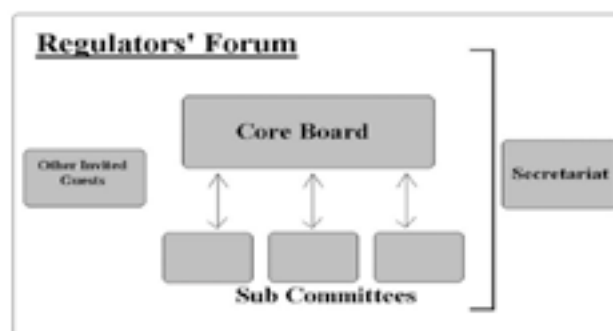 Regulators' Forum
Core Board
Other Invited
Guests
Secretariat
Sub Committees